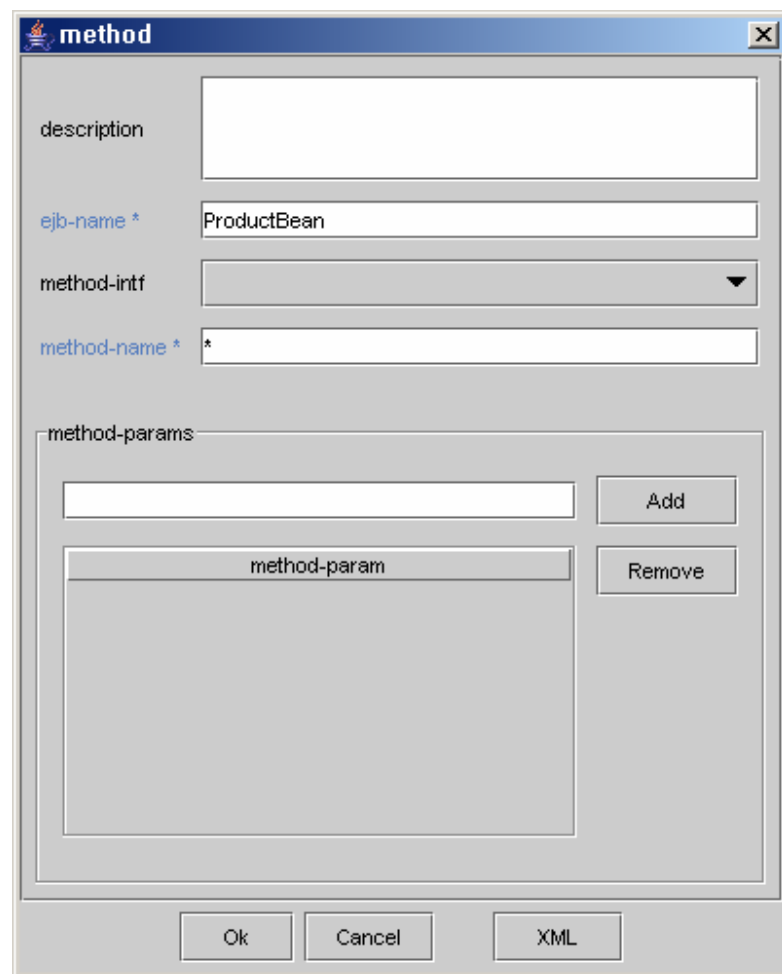 method
description
ejb-name * ProductBean
method-intf
method-name * *
method-params
Add
method-param
Remove
Ok Cancel XML